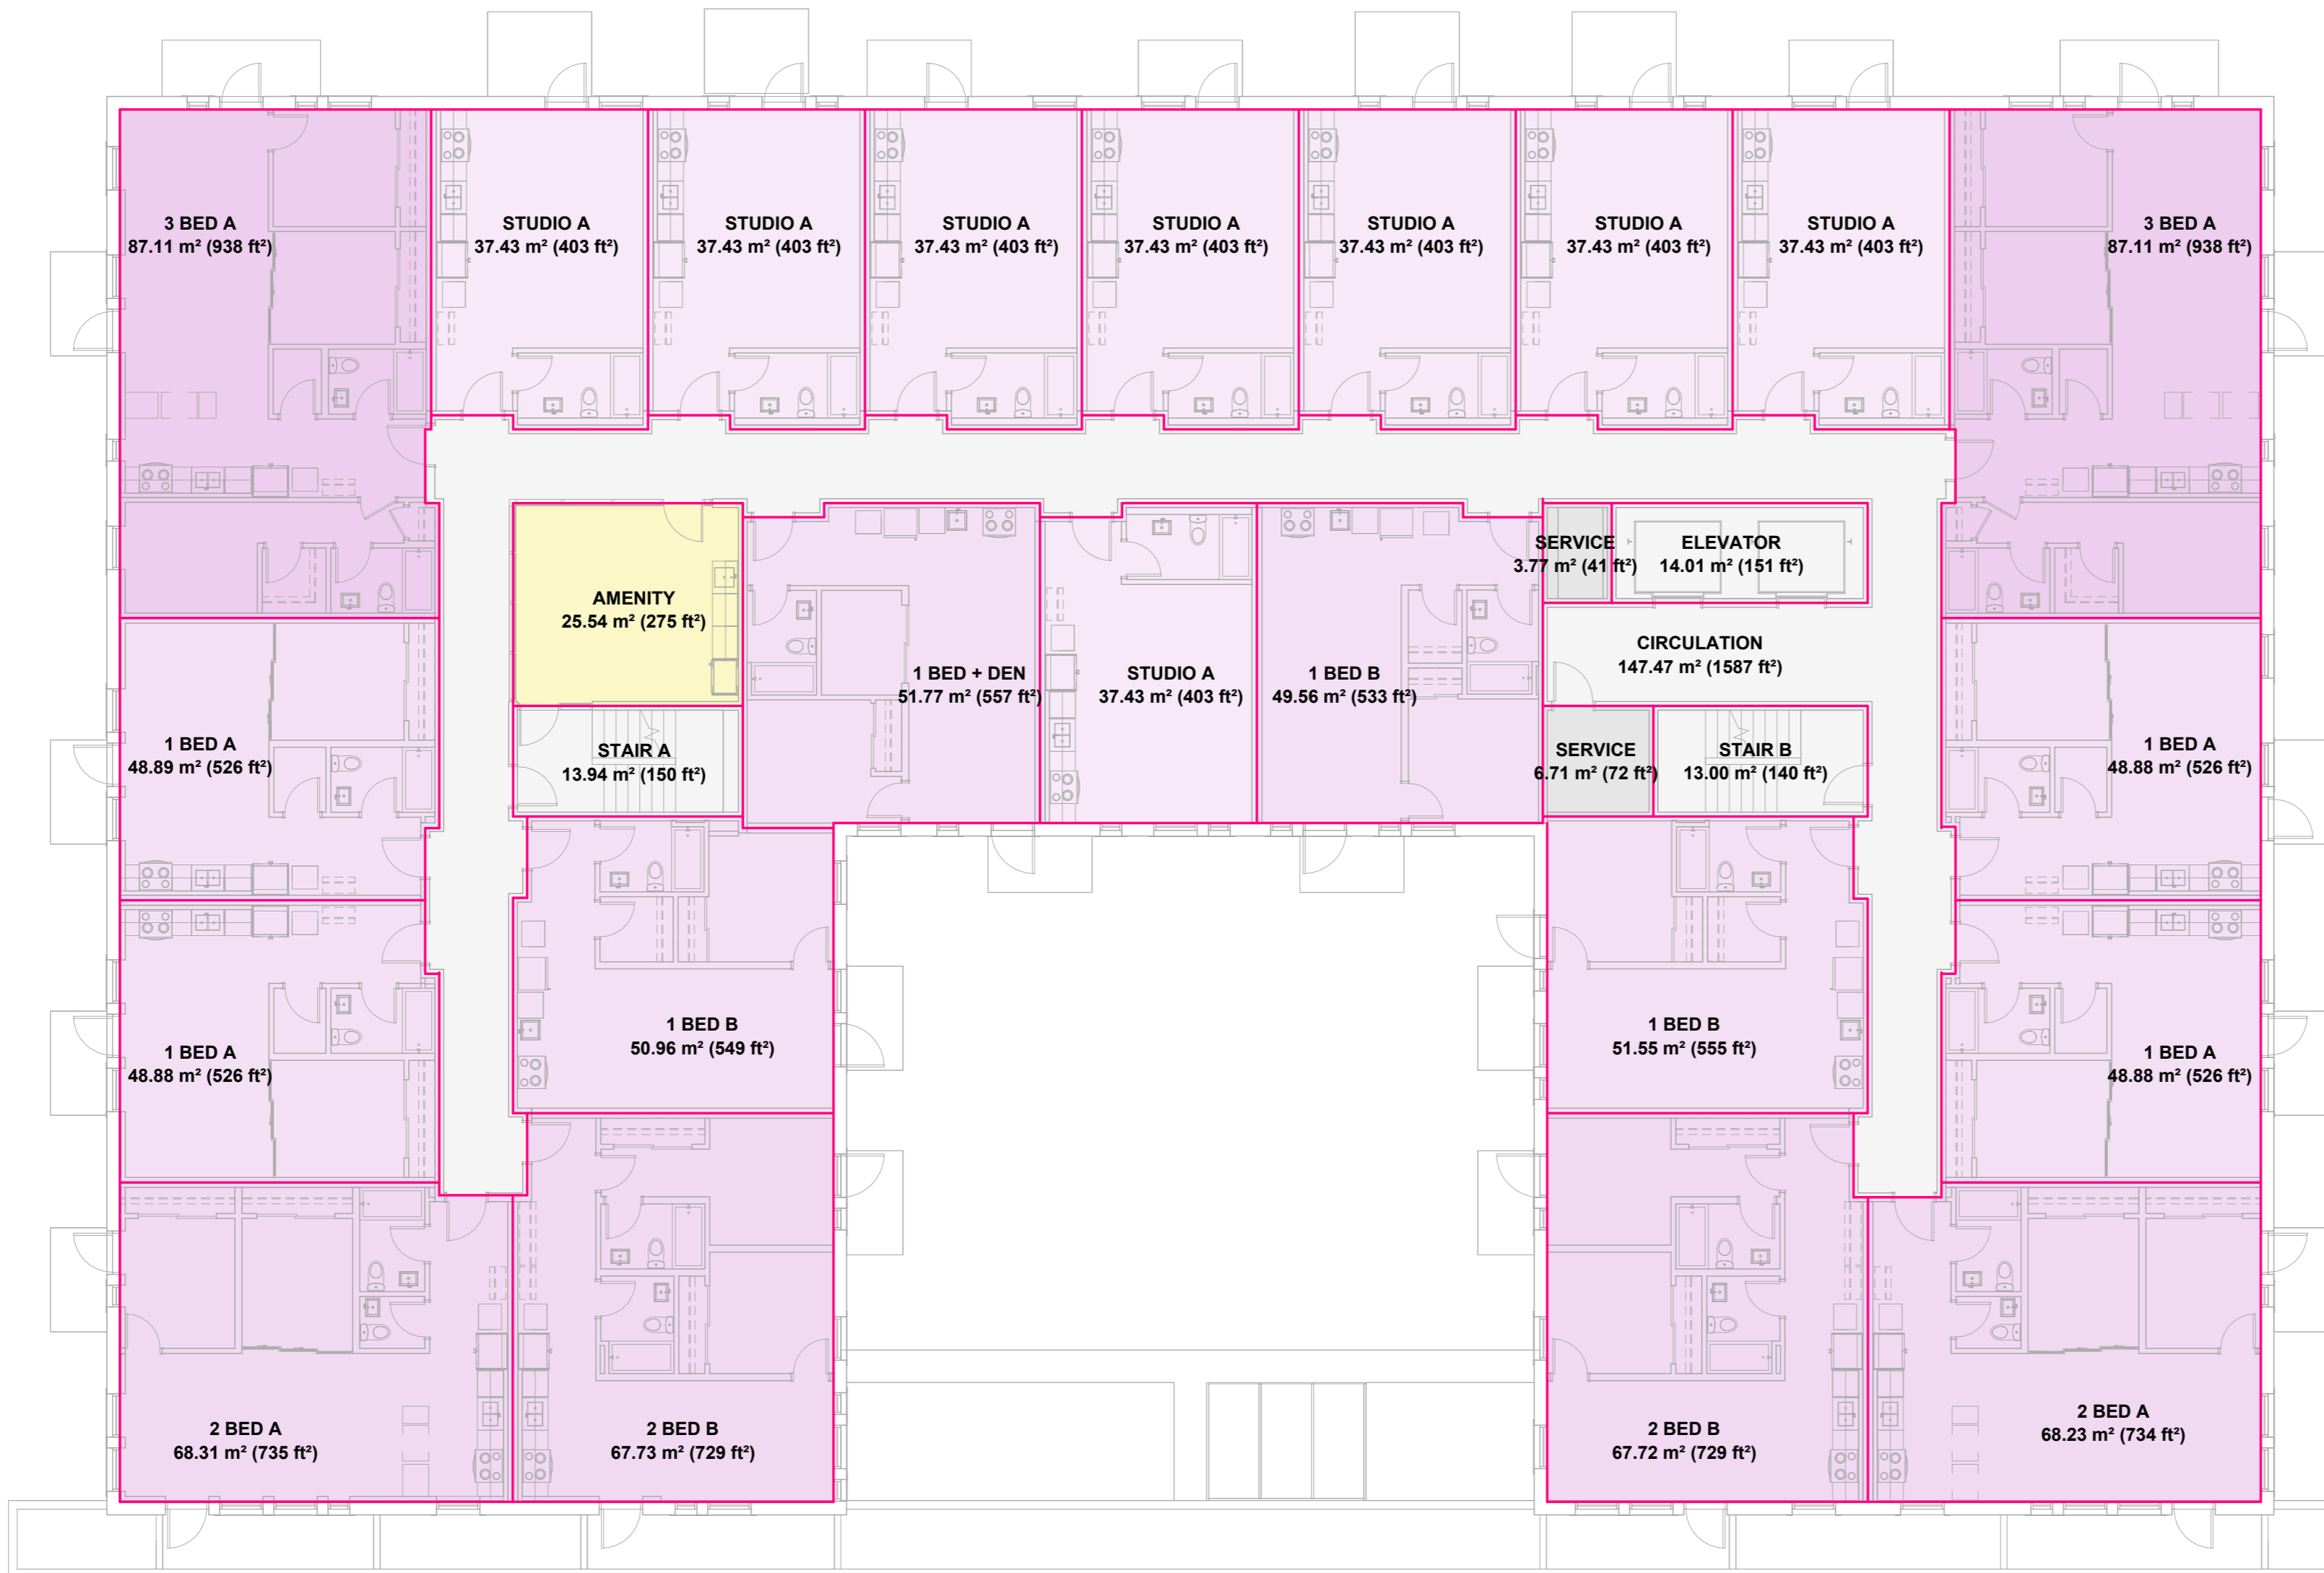 3 BED A
87.11 m² (938 ft²)
STUDIO A
37.43 m² (403 ft²)
STUDIO A
37.43 m² (403 ft²)
STUDIO A
37.43 m² (403 ft²)
STUDIO A
37.43 m² (403 ft²)
STUDIO A
37.43 m² (403 ft²)
STUDIO A
37.43 m² (403 ft²)
STUDIO A
37.43 m² (403 ft²)
3 BED A
87.11 m² (938 ft²)
AMENITY
25.54 m² (275 ft²)
SERVICE
3.77 m² (41 ft²)
ELEVATOR
14.01 m² (151 ft²)
CIRCULATION
147.47 m² (1587 ft²)
1 BED + DEN
51.77 m² (557 ft²)
STUDIO A
37.43 m² (403 ft²)
1 BED B
49.56 m² (533 ft²)
1 BED A
48.89 m² (526 ft²)
STAIR A
13.94 m² (150 ft²)
SERVICE
6.71 m² (72 ft²)
STAIR B
13.00 m² (140 ft²)
1 BED A
48.88 m² (526 ft²)
1 BED A
48.88 m² (526 ft²)
1 BED B
50.96 m² (549 ft²)
1 BED B
51.55 m² (555 ft²)
1 BED A
48.88 m² (526 ft²)
2 BED A
68.31 m² (735 ft²)
2 BED B
67.73 m² (729 ft²)
2 BED B
67.72 m² (729 ft²)
2 BED A
68.23 m² (734 ft²)